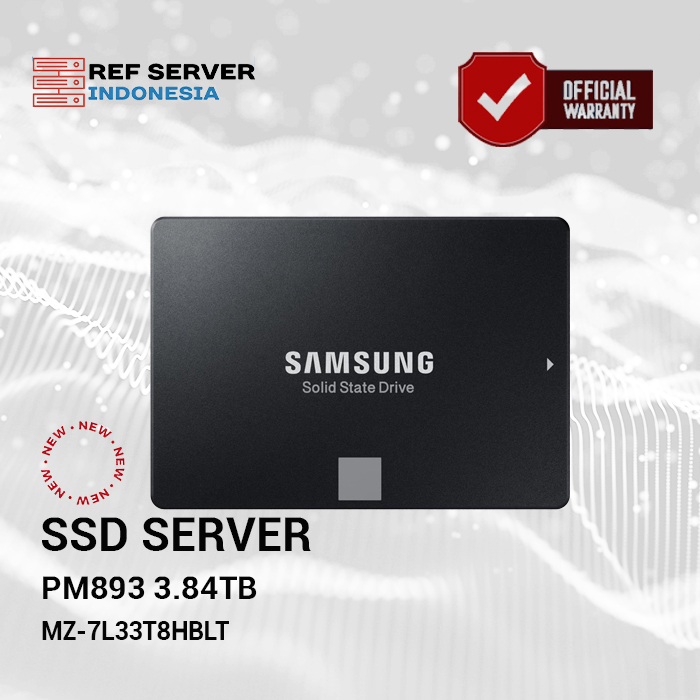 REF SERVER
INDONESIA
OFFICIAL
WARRANTY
SAMSUNG
Solid State Drive
NEW • NEW • NEW • NEW • NEW •
SSD SERVER
PM893 3.84TB
MZ-7L33T8HBLT